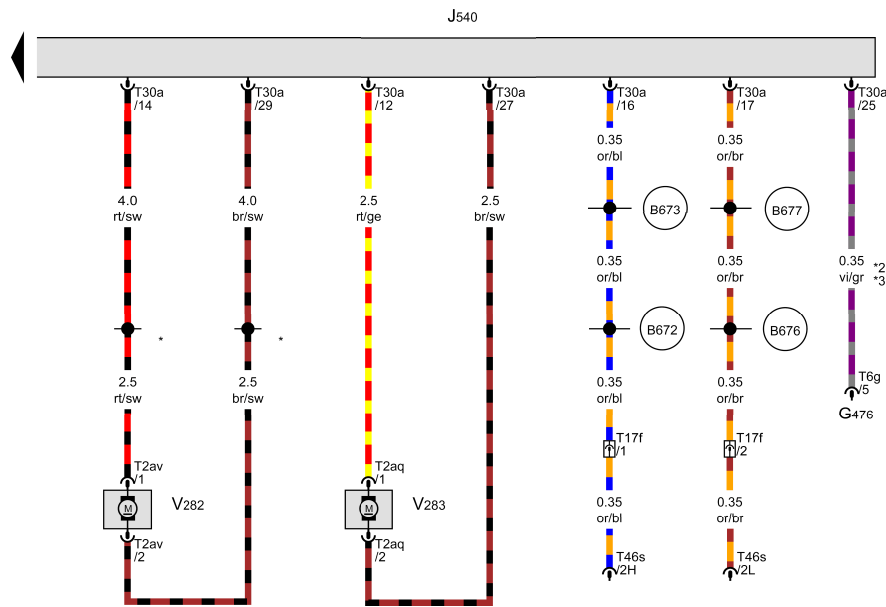 J540
T30a T30a T30a T30a T30a T30a T30a
/14 /29 /12 /27 /16 /17 /25
0.35 0.35
or/bl or/br
4.0 4.0 2.5 2.5
rt/sw br/sw rt/ge br/sw
B673 B677
0.35 0.35 0.35 *2
or/bl or/br vi/gr *3
* *
B672 B676
2.5 2.5 0.35 0.35 T6g
rt/sw br/sw or/bl or/br /5
G476
T17f T17f
/1 /2
T2av T2aq
/1 /1
M V282 M V283
0.35 0.35
or/bl or/br
T2av T2aq
/2 /2
T46s T46s
/2H /2L